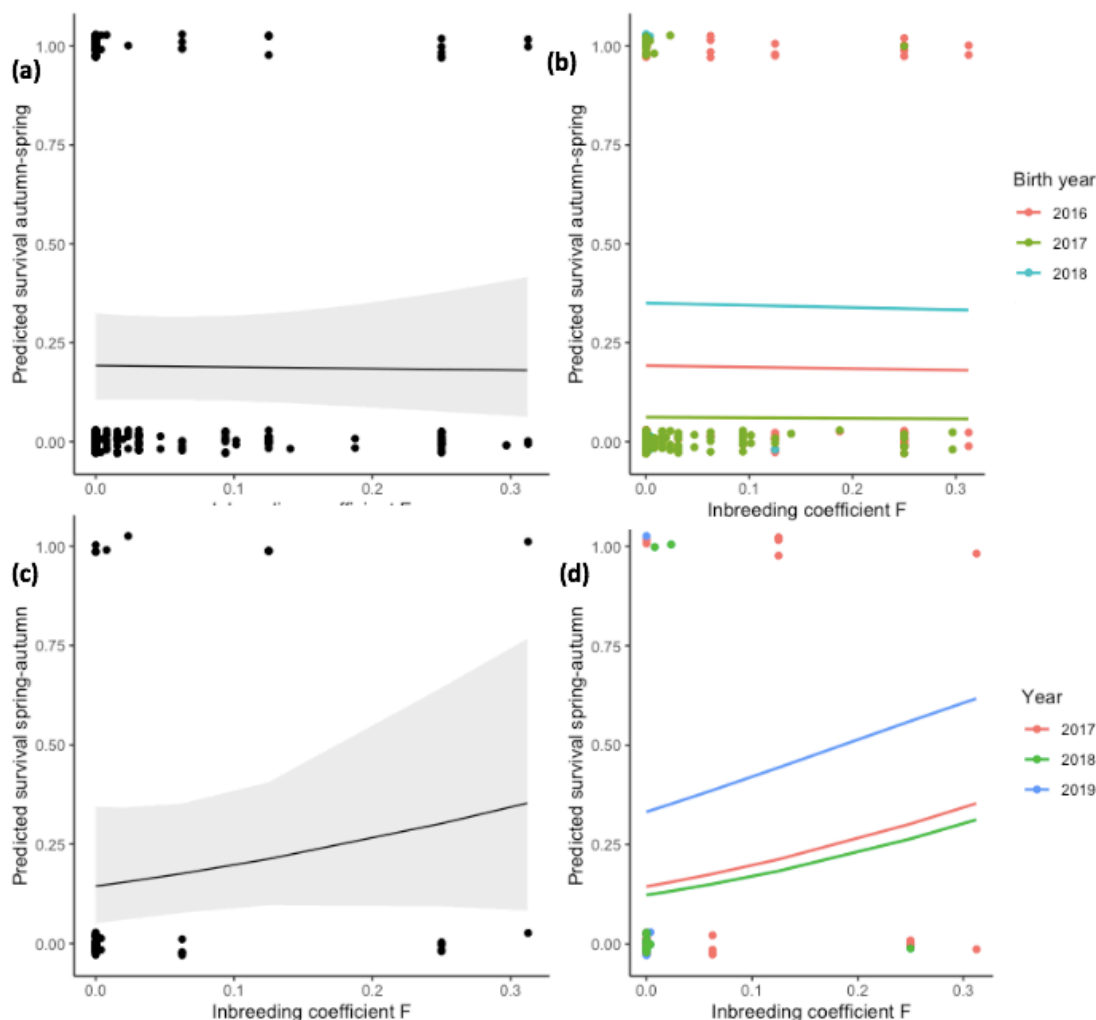 (a)
Predicted survival autumn-spring
1.00
0.75
0.50
0.25
0.00
0.0 0.1 0.2 0.3
Inbreeding coefficient F
(b)
Predicted survival autumn-spring
1.00
0.75
0.50
0.25
0.00
0.0 0.1 0.2 0.3
Inbreeding coefficient F
Birth year
2016
2017
2018
(c)
Predicted survival spring-autumn
1.00
0.75
0.50
0.25
0.00
0.0 0.1 0.2 0.3
Inbreeding coefficient F
(d)
Predicted survival spring-autumn
1.00
0.75
0.50
0.25
0.00
0.0 0.1 0.2 0.3
Inbreeding coefficient F
Year
2017
2018
2019